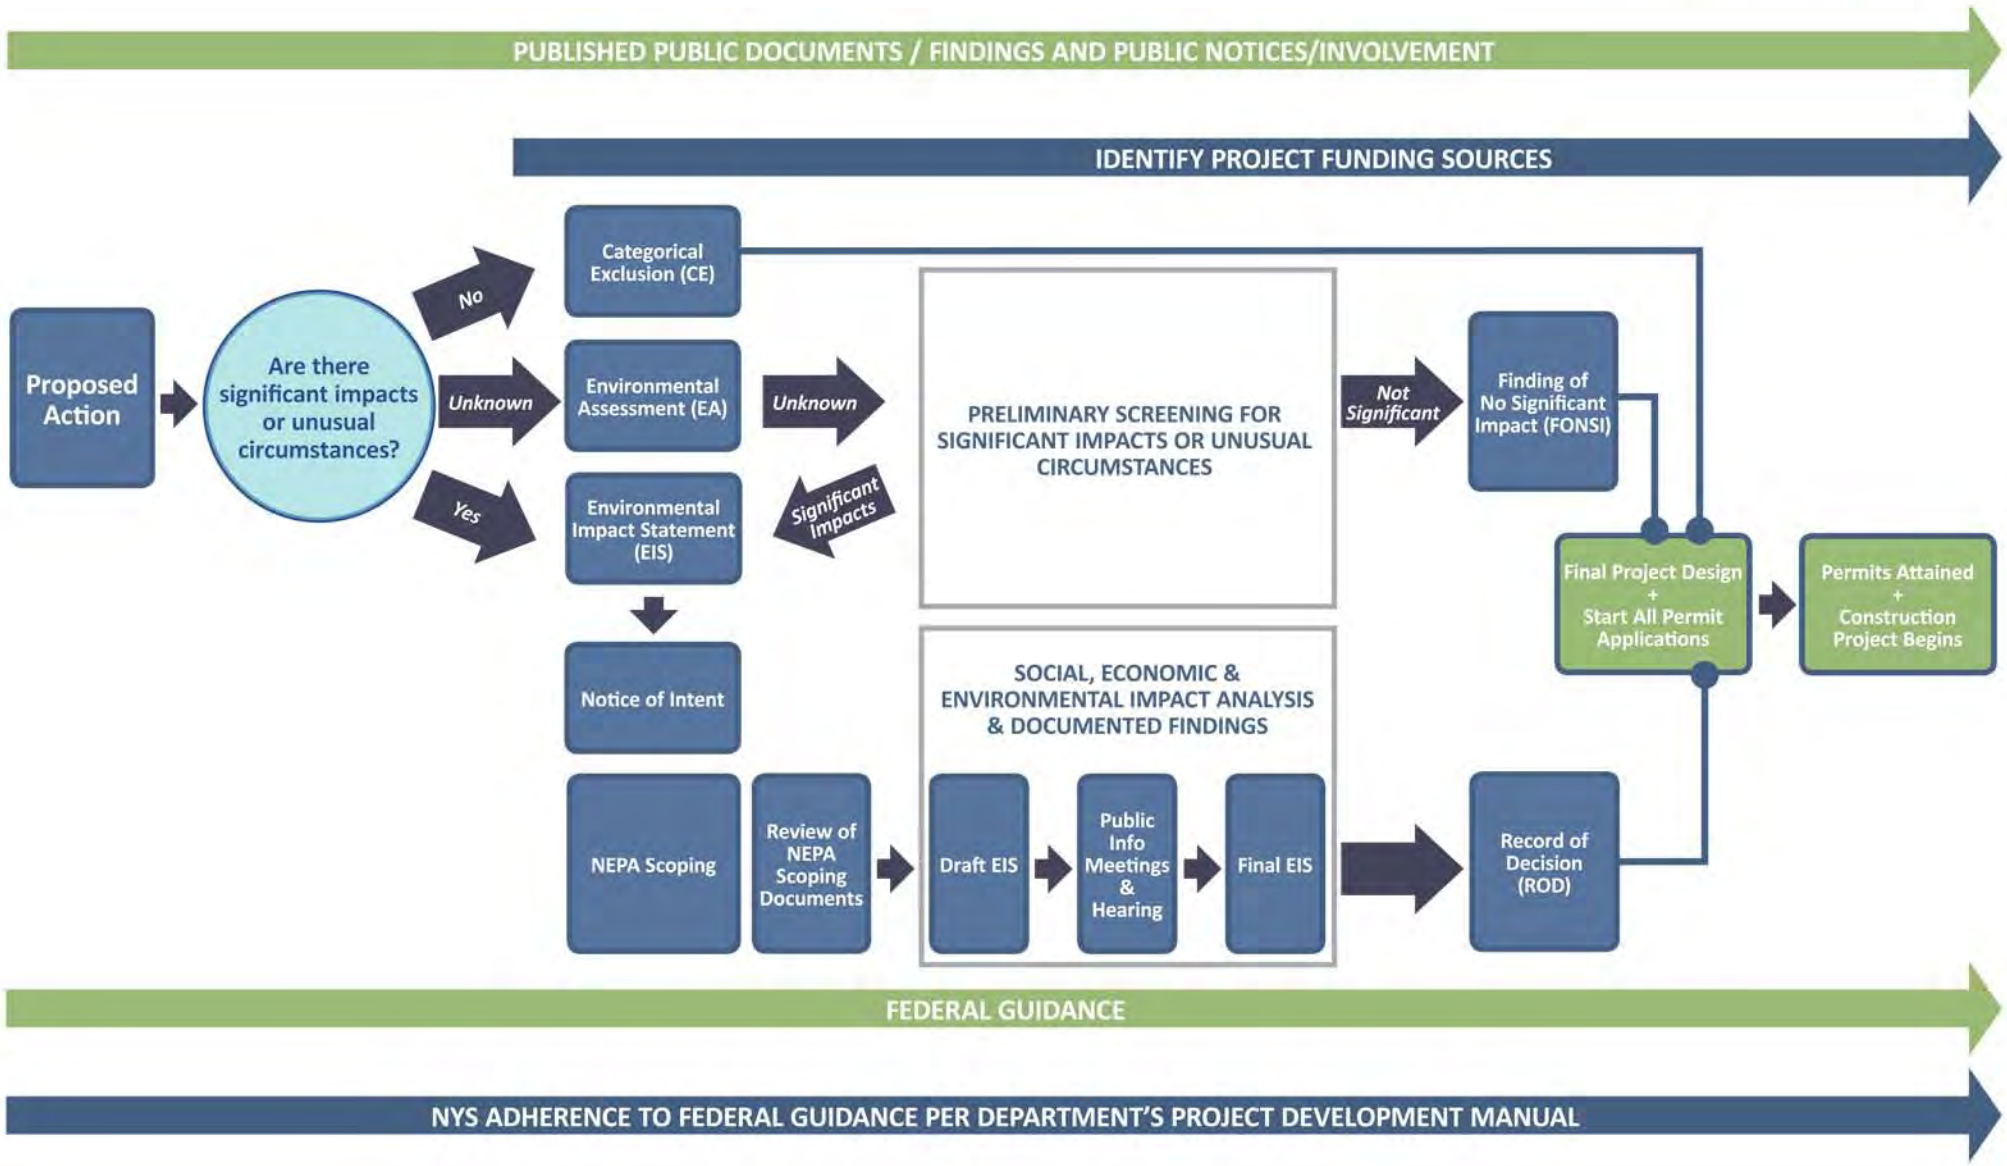 PUBLISHED PUBLIC DOCUMENTS / FINDINGS AND PUBLIC NOTICES/INVOLVEMENT
IDENTIFY PROJECT FUNDING SOURCES
Proposed
Action
Are there
significant impacts
or unusual
circumstances?
No
Unknown
Yes
Categorical
Exclusion (CE)
Environmental
Assessment (EA)
Environmental
Impact Statement
(EIS)
Unknown
Significant
Impacts
PRELIMINARY SCREENING FOR
SIGNIFICANT IMPACTS OR UNUSUAL
CIRCUMSTANCES
Not
Significant
Finding of
No Significant
Impact (FONSI)
Final Project Design
+
Start All Permit
Applications
Permits Attained
+
Construction
Project Begins
Notice of Intent
NEPA Scoping
Review of
NEPA
Scoping
Documents
SOCIAL, ECONOMIC &
ENVIRONMENTAL IMPACT ANALYSIS
& DOCUMENTED FINDINGS
Draft EIS
Public
Info
Meetings
&
Hearing
Final EIS
Record of
Decision
(ROD)
FEDERAL GUIDANCE
NYS ADHERENCE TO FEDERAL GUIDANCE PER DEPARTMENT'S PROJECT DEVELOPMENT MANUAL